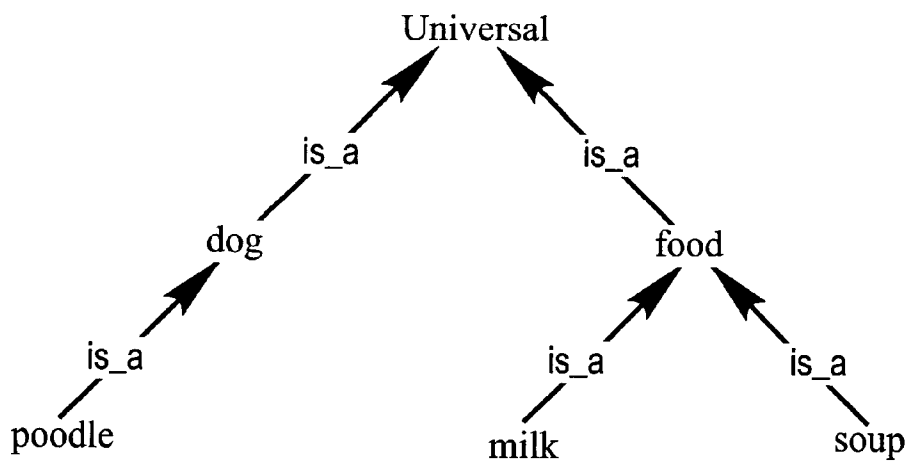 Universal
is_a is_a
dog food
is_a is_a is_a
poodle milk soup